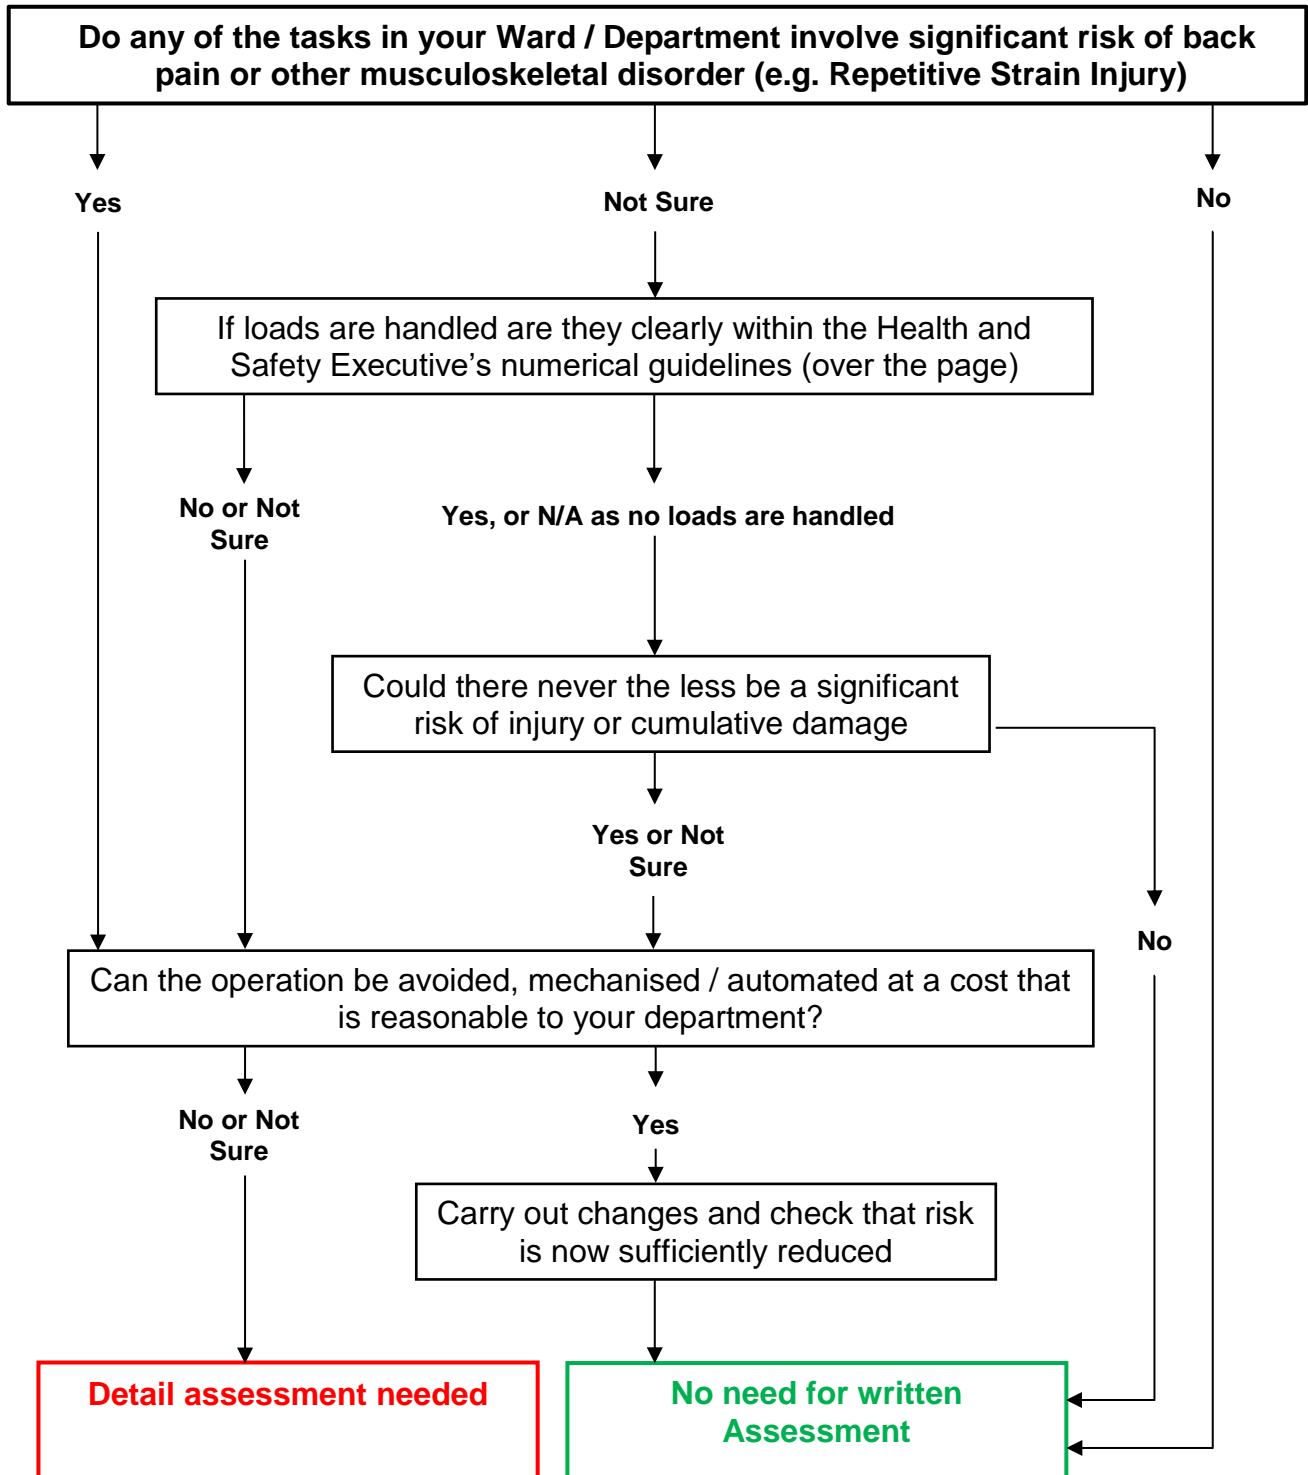 Do any of the tasks in your Ward / Department involve significant risk of back
pain or other musculoskeletal disorder (e.g. Repetitive Strain Injury)
Yes
Not Sure
No
If loads are handled are they clearly within the Health and
Safety Executive’s numerical guidelines (over the page)
No or Not
Sure
Yes, or N/A as no loads are handled
Could there never the less be a significant
risk of injury or cumulative damage
Yes or Not
Sure
No
Can the operation be avoided, mechanised / automated at a cost that
is reasonable to your department?
No or Not
Sure
Yes
Carry out changes and check that risk
is now sufficiently reduced
Detail assessment needed
No need for written
Assessment